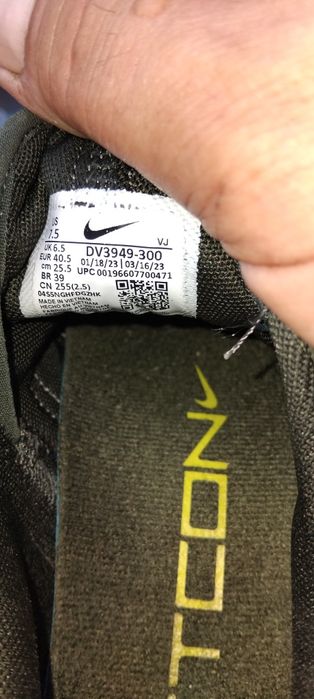 7.5
UK 6.5
EUR 40.5
cm 25.5
BR 39
CN 255(2.5)
VJ
DV3949-300
01/18/23 | 03/16/23
UPC 00196607700471
MADE IN VIETNAM
HECHO EN VIETNAM
TCON